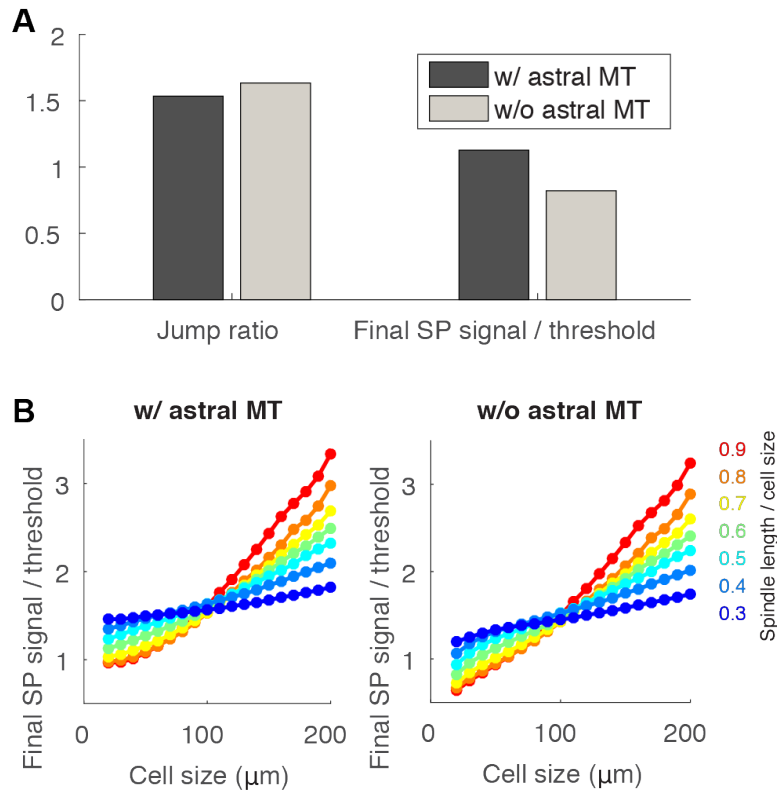 A
2
1.5
1
0.5
0
w/ astral MT
w/o astral MT
Jump ratio
Final SP signal / threshold
B
w/ astral MT
w/o astral MT
Final SP signal / threshold
3
2
1
0
100
200
Cell size (μm)
Final SP signal / threshold
3
2
1
0
100
200
Cell size (μm)
0.9
0.8
0.7
0.6
0.5
0.4
0.3
Spindle length / cell size